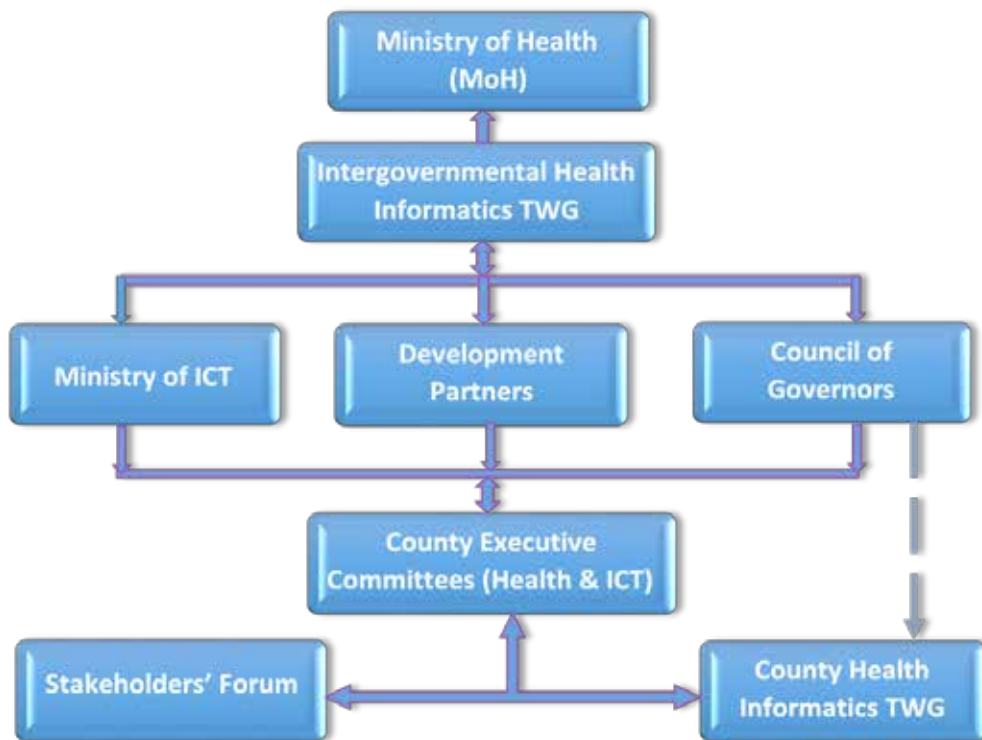 Ministry of Health
(MoH)
Intergovernmental Health
Informatics TWG
Ministry of ICT
Development
Partners
Council of
Governors
County Executive
Committees (Health & ICT)
Stakeholders’ Forum
County Health
Informatics TWG